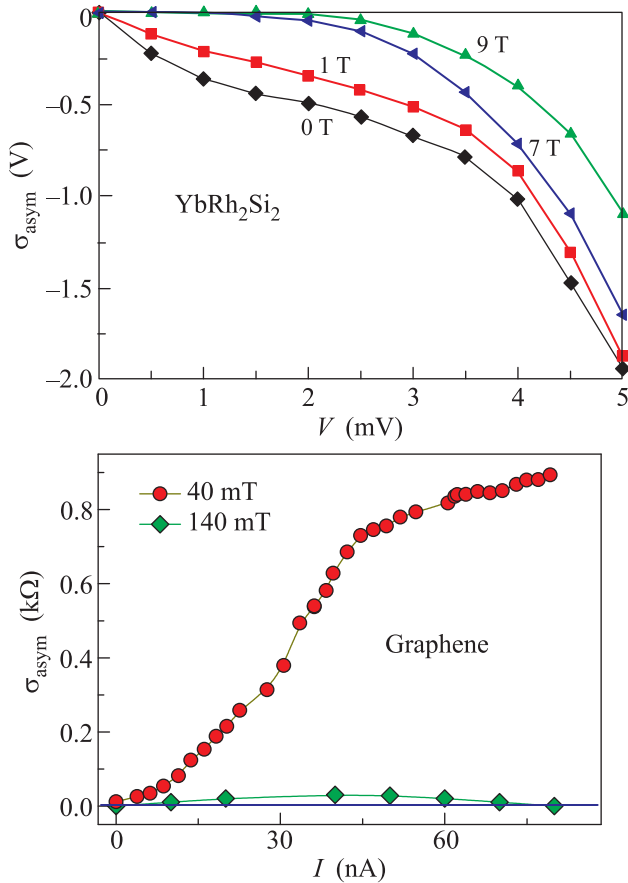 0
9 T
1 T
–0.5
0 T
7 T
σasym (V)
–1.0
YbRh2Si2
–1.5
–2.0
0 1 2 3 4 5
V (mV)
40 mT
140 mT
0.8
0.6
σasym (kΩ)
0.4
Graphene
0.2
0.0
0 30 60
I (nA)